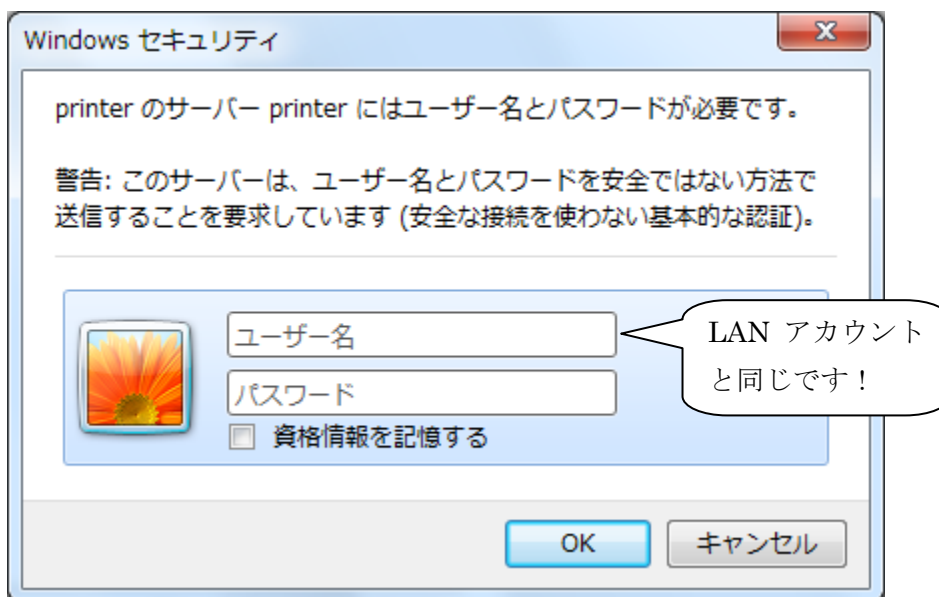 Windows セキュリティ
printer のサーバー printer にはユーザー名とパスワードが必要です。
警告: このサーバーは、ユーザー名とパスワードを安全ではない方法で
送信することを要求しています (安全な接続を使わない基本的な認証)。
ユーザー名
LAN アカウント
と同じです！
パスワード
資格情報を記憶する
OK
キャンセル